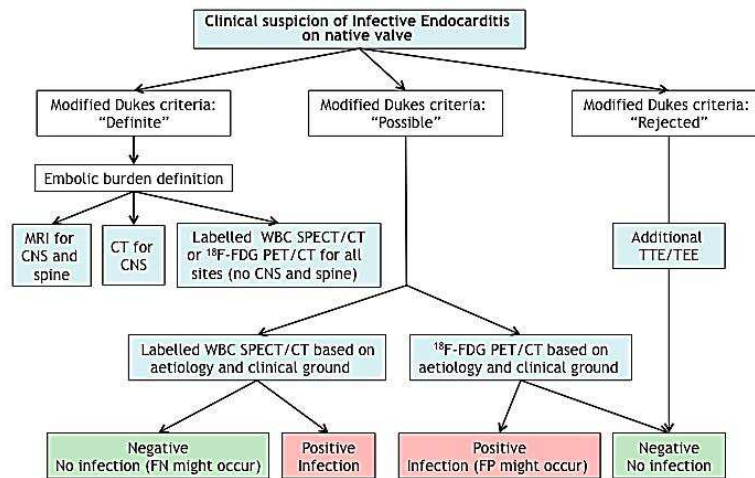 Clinical suspicion of Infective Endocarditis
on native valve
Modified Dukes criteria:
“Definite”
Modified Dukes criteria:
“Possible”
Modified Dukes criteria:
“Rejected”
Embolic burden definition
MRI for
CNS and
spine
CT for
CNS
Labelled WBC SPECT/CT
or ¹⁸F-FDG PET/CT for all
sites (no CNS and spine)
Additional
TTE/TEE
Labelled WBC SPECT/CT based on
aetiology and clinical ground
¹⁸F-FDG PET/CT based on
aetiology and clinical ground
Negative
No infection (FN might occur)
Positive
Infection
Positive
Infection (FP might occur)
Negative
No infection